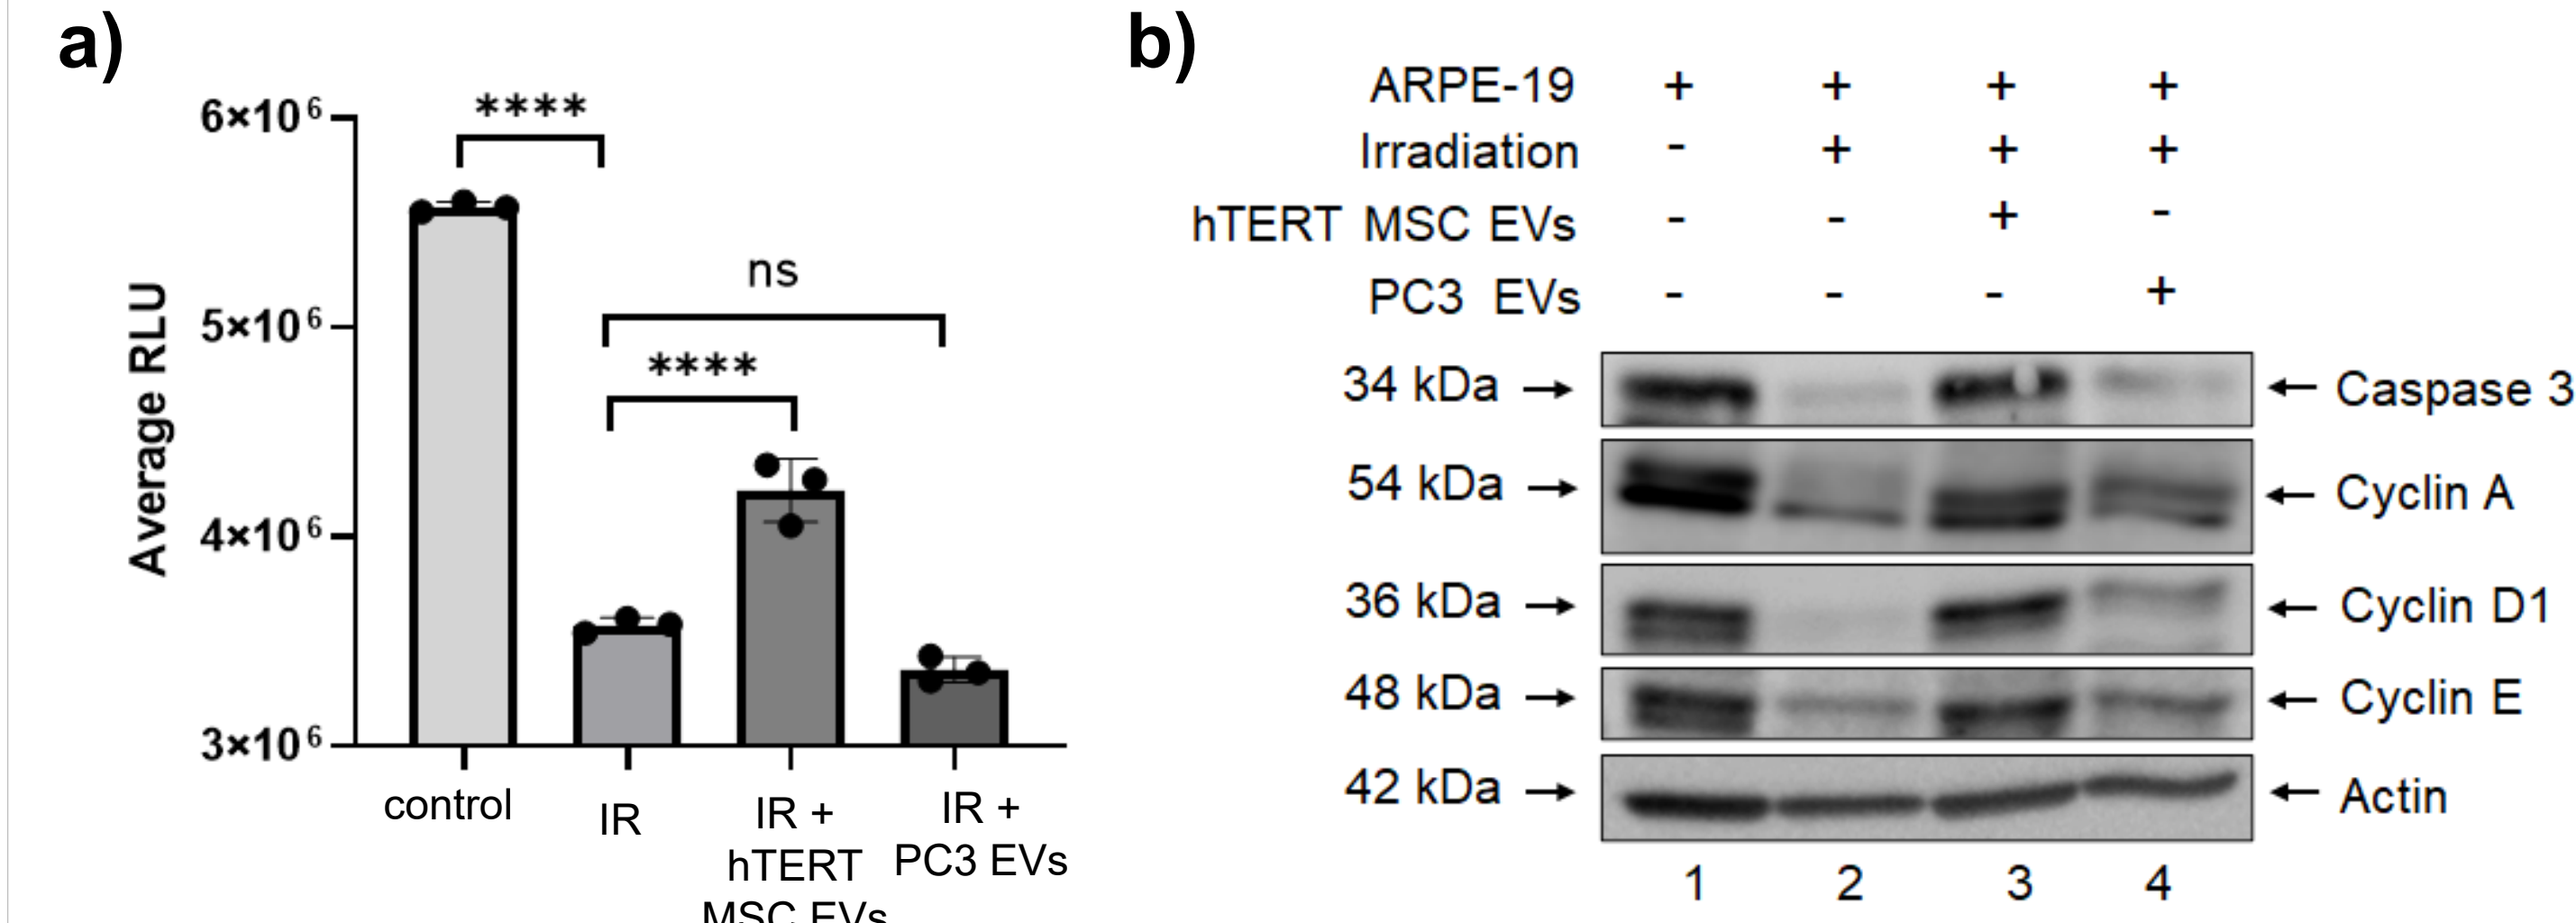 a)
6×10⁶
5×10⁶
4×10⁶
3×10⁶
Average RLU
****
ns
****
control
IR
IR +
hTERT
MSC EVs
IR +
PC3 EVs
b)
ARPE-19 + + + +
Irradiation - + + +
hTERT MSC EVs - - + -
PC3 EVs - - - +
34 kDa → ← Caspase 3
54 kDa → ← Cyclin A
36 kDa → ← Cyclin D1
48 kDa → ← Cyclin E
42 kDa → ← Actin
1 2 3 4